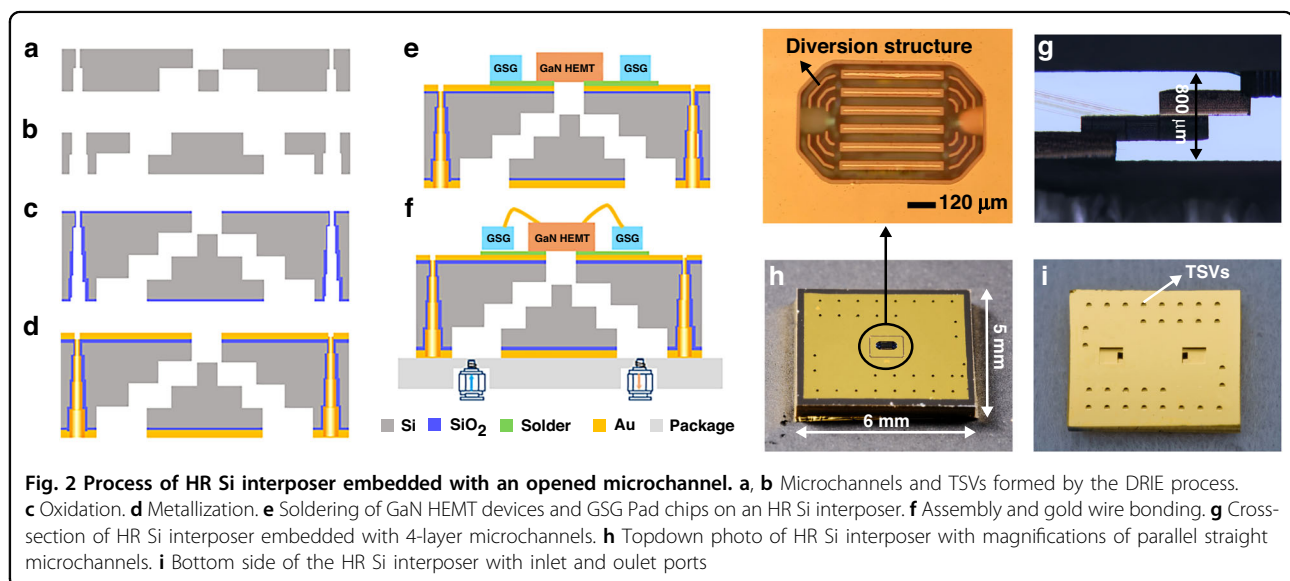 a
b
c
d
e
GSG GaN HEMT GSG
f
GSG GaN HEMT GSG
Si SiO2 Solder Au Package
Diversion structure
120 μm
g
800 μm
h
5 mm
6 mm
i
TSVs
Fig. 2 Process of HR Si interposer embedded with an opened microchannel. a, b Microchannels and TSVs formed by the DRIE process.
c Oxidation. d Metallization. e Soldering of GaN HEMT devices and GSG Pad chips on an HR Si interposer. f Assembly and gold wire bonding. g Cross-
section of HR Si interposer embedded with 4-layer microchannels. h Topdown photo of HR Si interposer with magnifications of parallel straight
microchannels. i Bottom side of the HR Si interposer with inlet and oulet ports